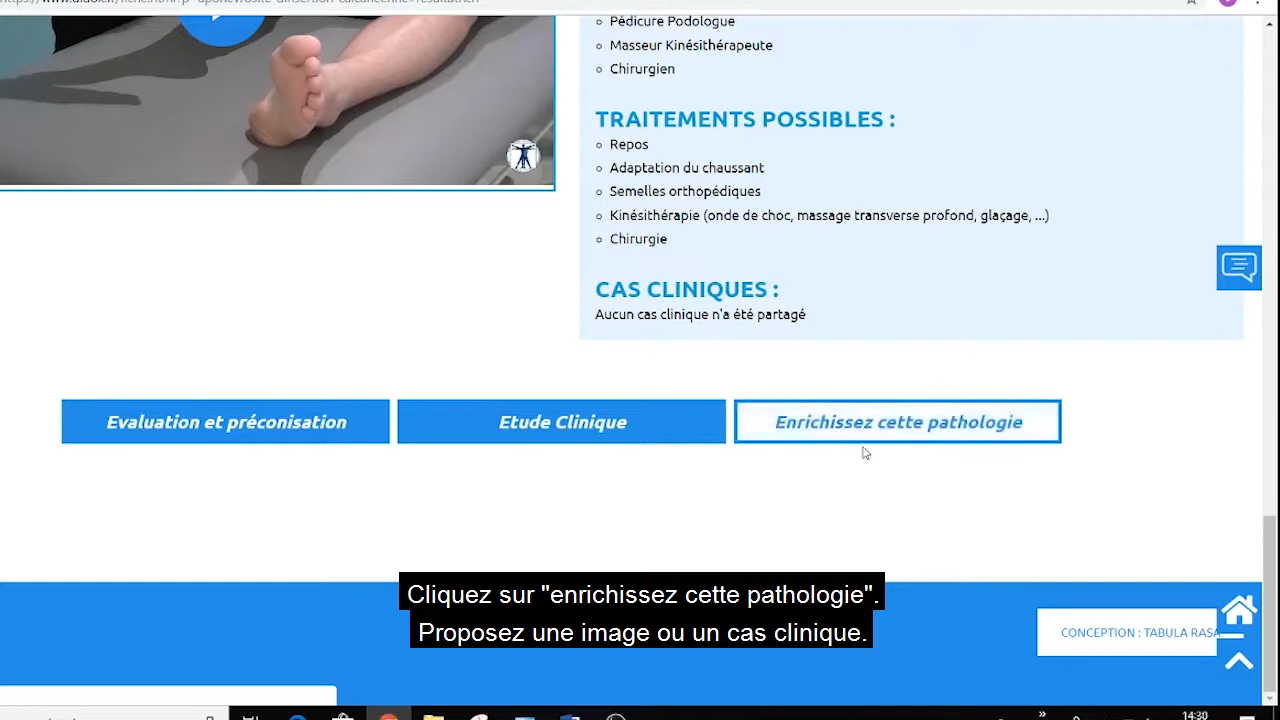 Pédicure Podologue
Masseur Kinésithérapeute
Chirurgien
TRAITEMENTS POSSIBLES :
Repos
Adaptation du chaussant
Semelles orthopédiques
Kinésithérapie (onde de choc, massage transverse profond, glaçage, ...)
Chirurgie
CAS CLINIQUES :
Aucun cas clinique n'a été partagé
Evaluation et préconisation
Etude Clinique
Enrichissez cette pathologie
Cliquez sur "enrichissez cette pathologie".
Proposez une image ou un cas clinique.
CONCEPTION : TABULA RASA
14:30